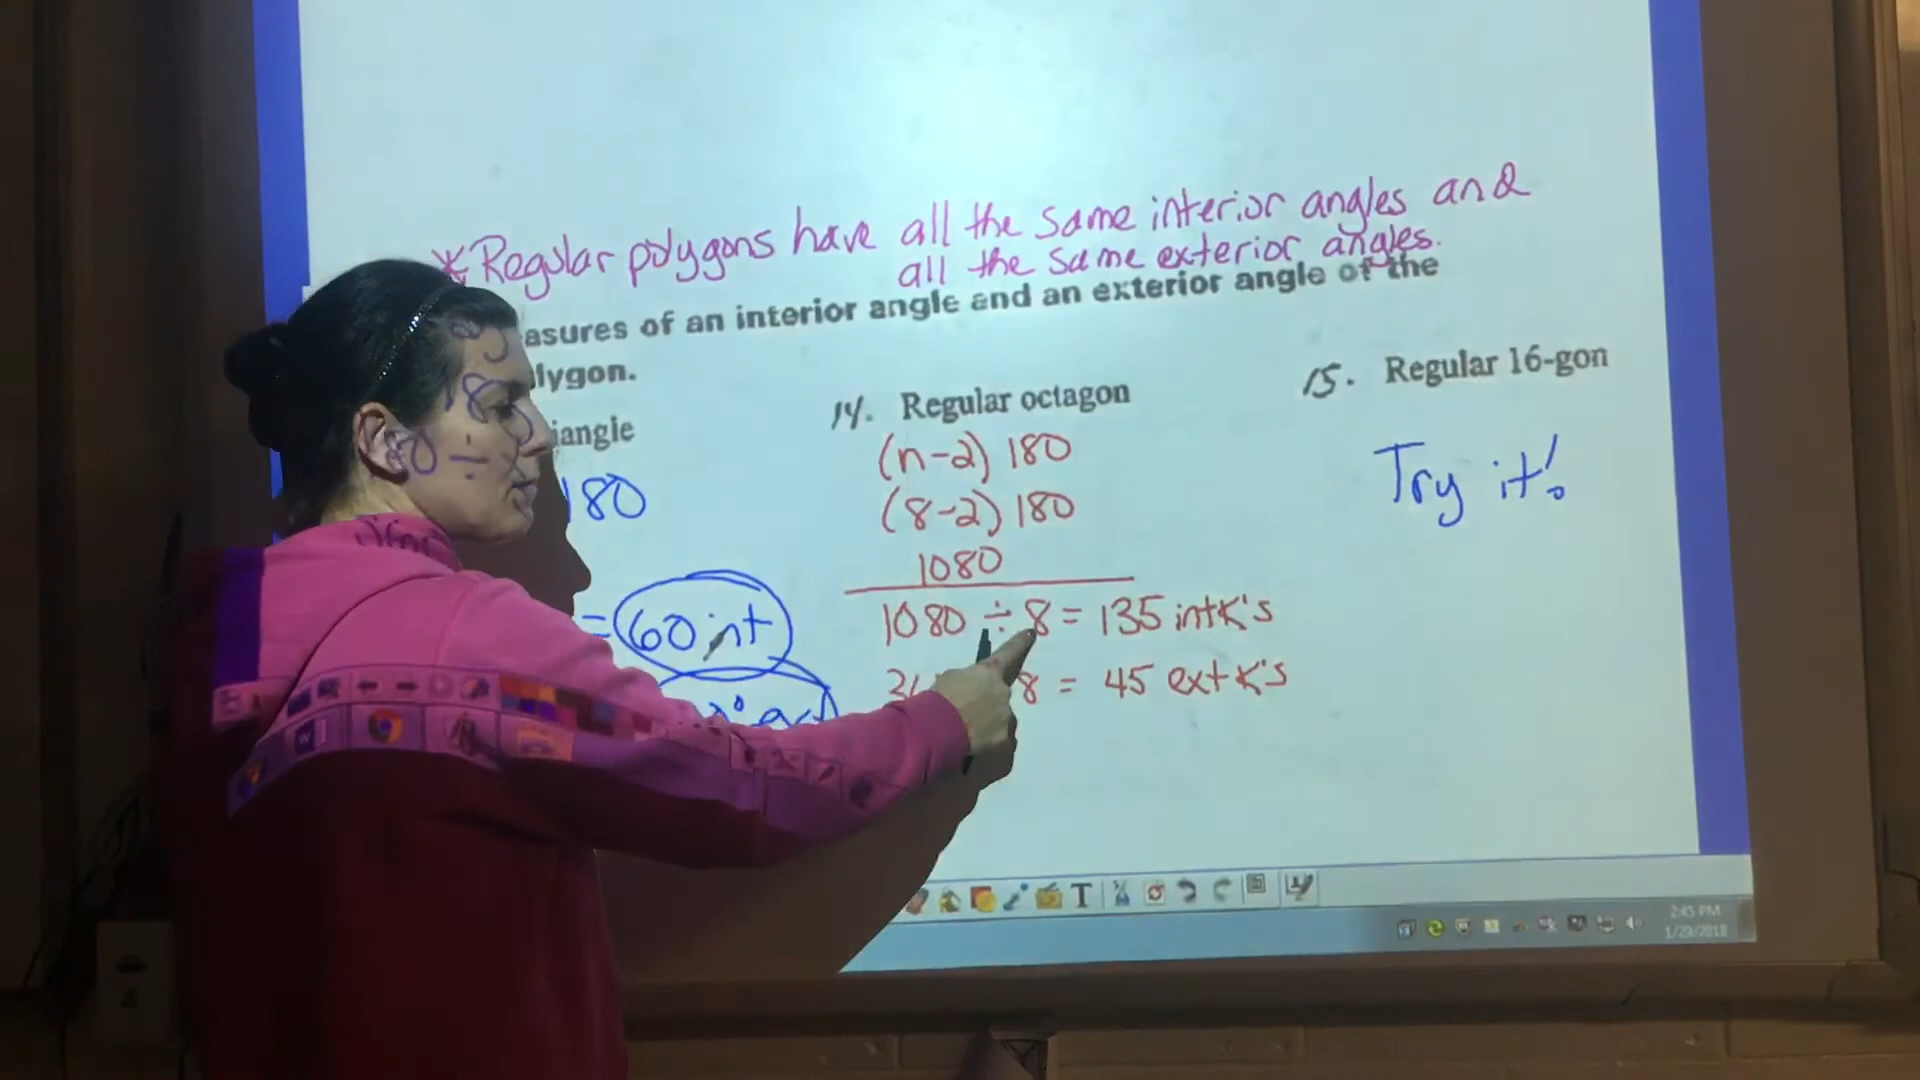 *Regular polygons have all the same interior angles and
all the same exterior angles.
asures of an interior angle and an exterior angle of the
lygon.
iangle
180
= 60 int
14. Regular octagon
(n-2) 180
(8-2) 180
1080
1080 ÷ 8 = 135 int∡'s
8 = 45 ext∡'s
15. Regular 16-gon
Try it!
T
2:45 PM
1/29/2018